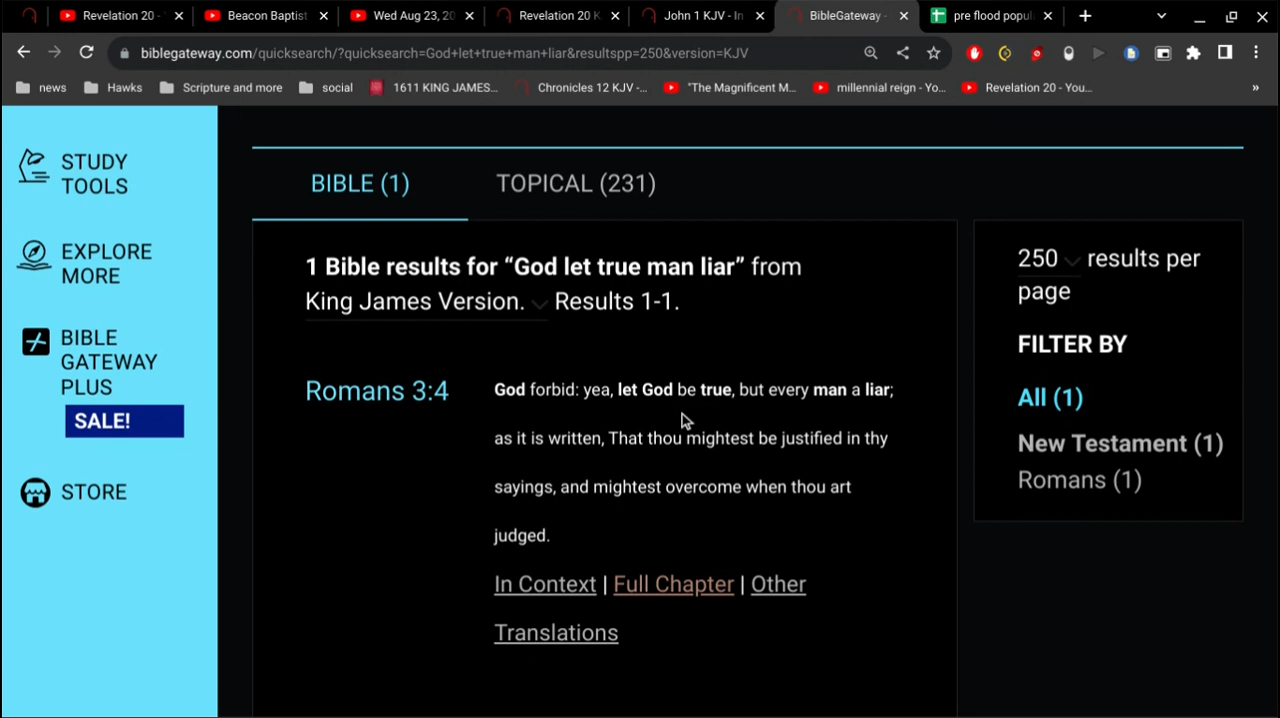 Revelation 20 -
Beacon Baptist
Wed Aug 23, 20
Revelation 20 K
John 1 KJV - In
BibleGateway -
pre flood popul
biblegateway.com/quicksearch/?quicksearch=God+let+true+man+liar&resultspp=250&version=KJV
news
Hawks
Scripture and more
social
1611 KING JAMES...
Chronicles 12 KJV -...
"The Magnificent M...
millennial reign - Yo...
Revelation 20 - You...
»
STUDY
TOOLS
EXPLORE
MORE
BIBLE
GATEWAY
PLUS
SALE!
STORE
BIBLE (1)
TOPICAL (231)
1 Bible results for “God let true man liar” from
King James Version. Results 1-1.
Romans 3:4
God forbid: yea, let God be true, but every man a liar;
as it is written, That thou mightest be justified in thy
sayings, and mightest overcome when thou art
judged.
In Context | Full Chapter | Other
Translations
250 results per
page
FILTER BY
All (1)
New Testament (1)
Romans (1)